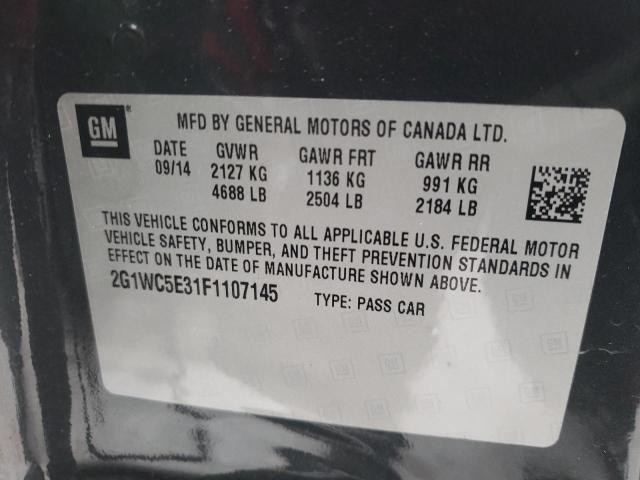 GM
MFD BY GENERAL MOTORS OF CANADA LTD.
DATE GVWR GAWR FRT GAWR RR
09/14 2127 KG 1136 KG 991 KG
4688 LB 2504 LB 2184 LB
THIS VEHICLE CONFORMS TO ALL APPLICABLE U.S. FEDERAL MOTOR
VEHICLE SAFETY, BUMPER, AND THEFT PREVENTION STANDARDS IN
EFFECT ON THE DATE OF MANUFACTURE SHOWN ABOVE.
2G1WC5E31F1107145 TYPE: PASS CAR